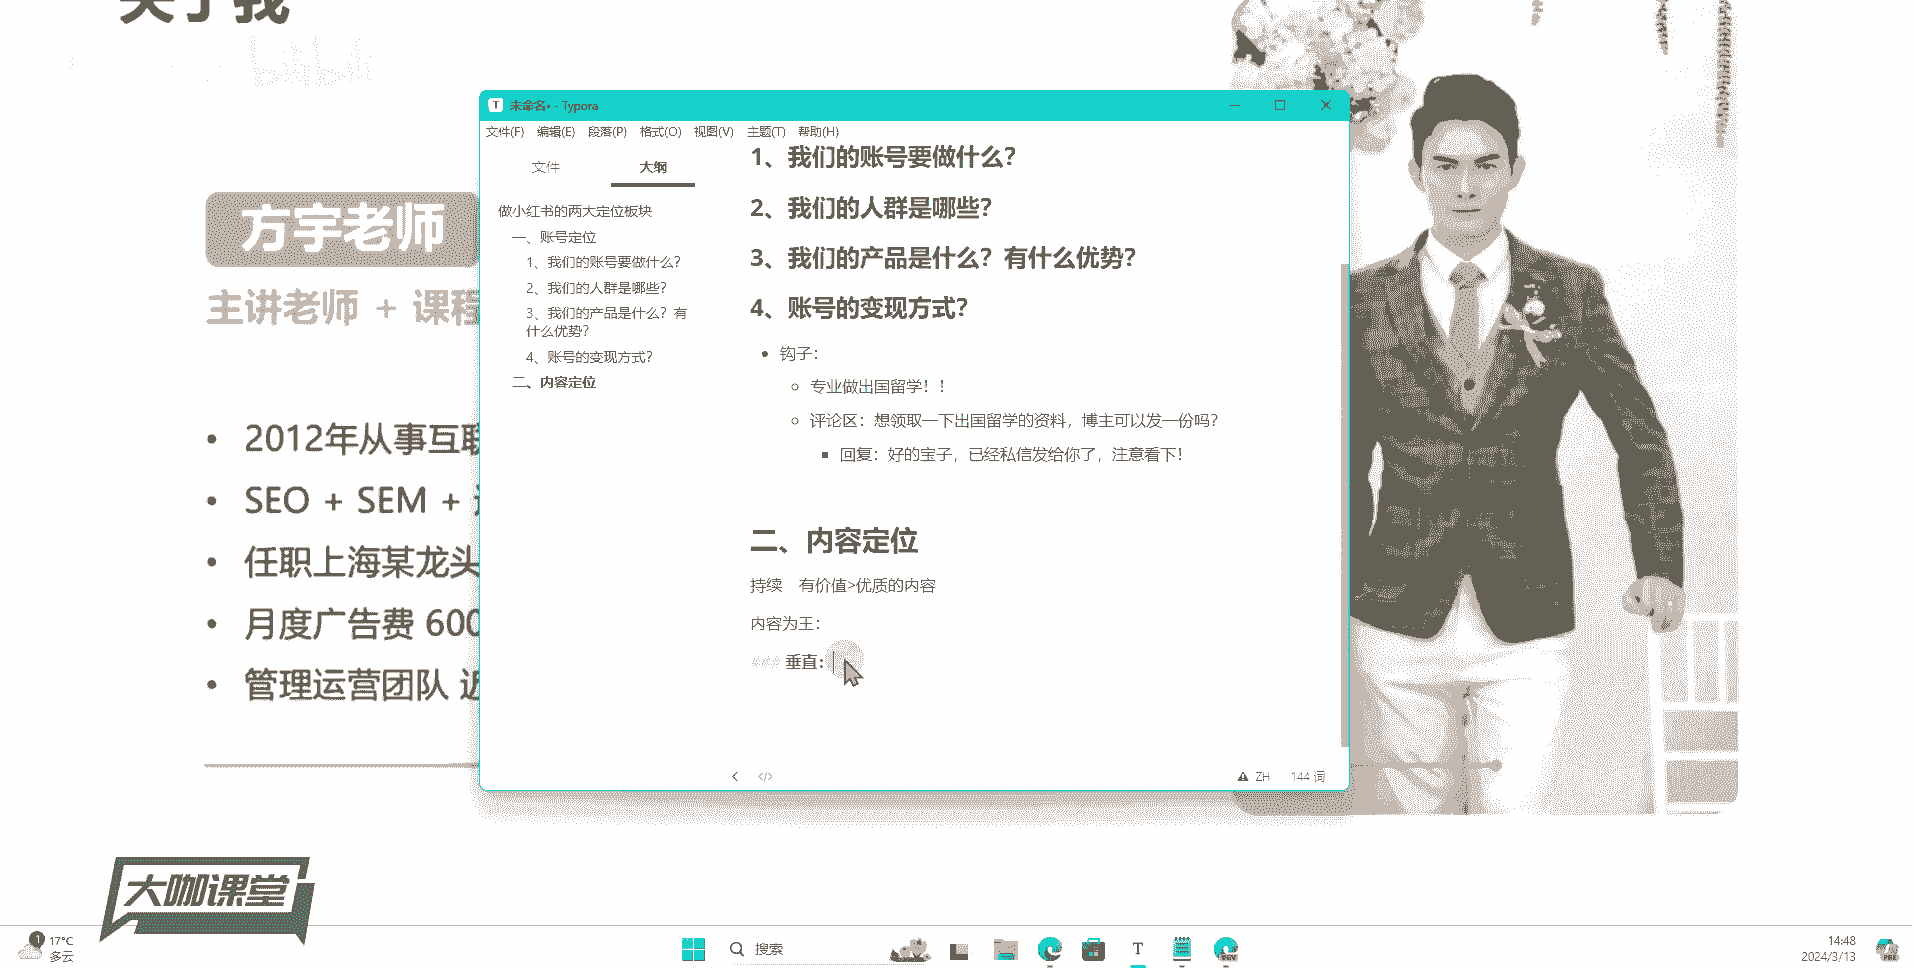 关于我
方宇老师
主讲老师 + 课程
2012年从事互联
SEO + SEM +
任职上海某龙头
月度广告费 600
管理运营团队 近
未命名• - Typora
文件(F) 编辑(E) 段落(P) 格式(O) 视图(V) 主题(T) 帮助(H)
文件 大纲
做小红书的两大定位板块
一、账号定位
1、我们的账号要做什么？
2、我们的人群是哪些？
3、我们的产品是什么？有
什么优势？
4、账号的变现方式？
二、内容定位
1、我们的账号要做什么？
2、我们的人群是哪些？
3、我们的产品是什么？有什么优势？
4、账号的变现方式？
钩子：
专业做出国留学！！
评论区：想领取一下出国留学的资料，博主可以发一份吗？
回复：好的宝子，已经私信发给你了，注意看下！
二、内容定位
持续 有价值>优质的内容
内容为王：
### 垂直：
ZH 144 词
大咖课堂
1 17°C
多云
搜索
T
DEV
14:48
2024/3/13
PRE